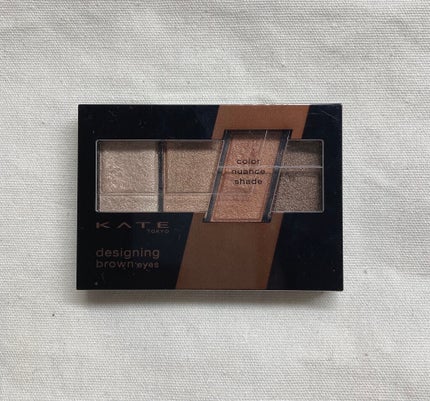 color
nuance
shade
KATE
TOKYO
designing
brown eyes